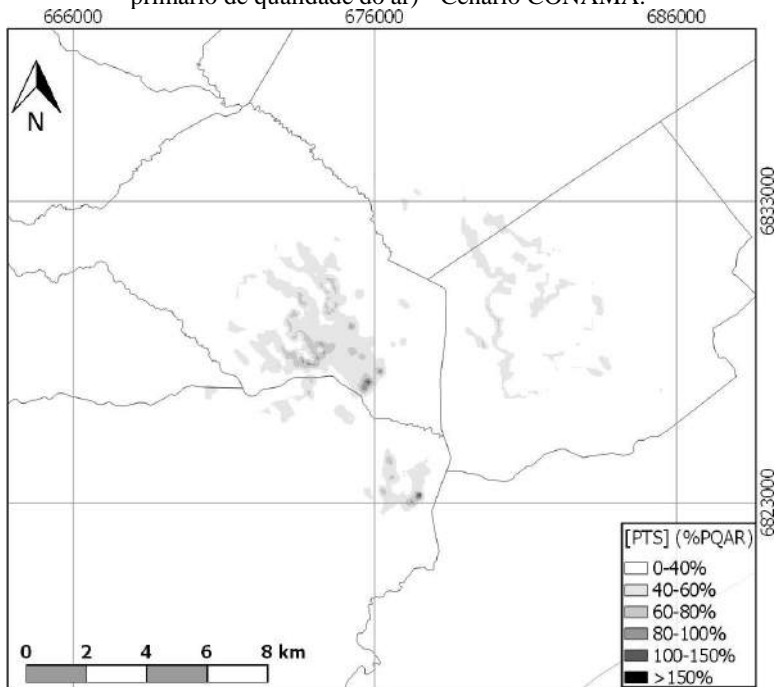 primário de qualidade do ar) - Cenário CONAMA.
666000 676000 686000
N
6833000
6823000
[PTS] (%PQAR)
0-40%
40-60%
60-80%
80-100%
100-150%
>150%
0 2 4 6 8 km